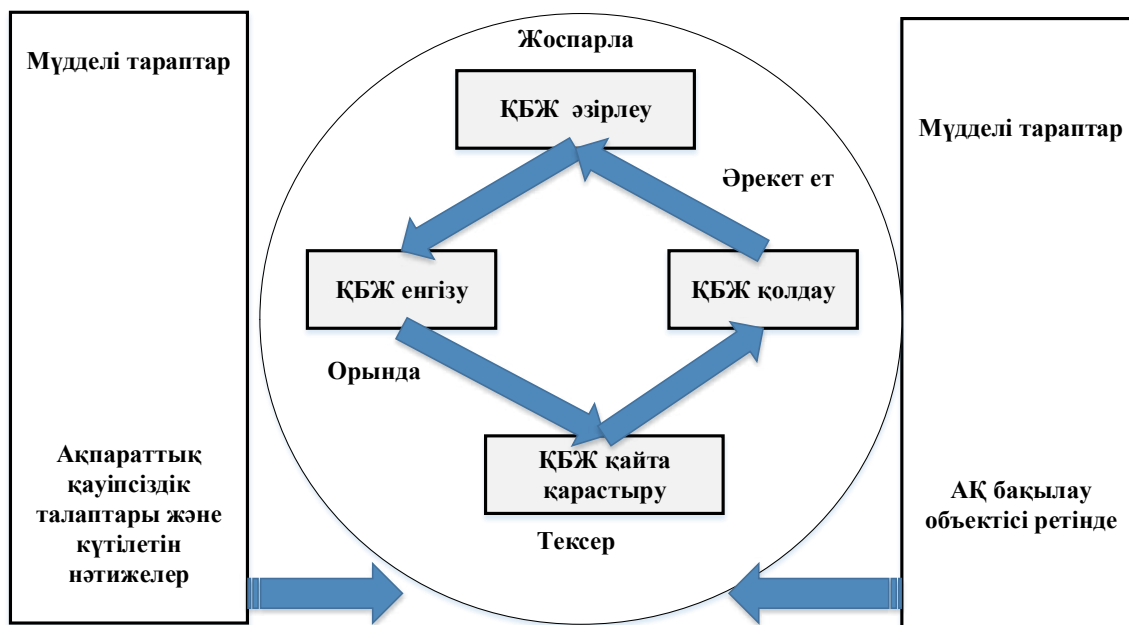 Мүдделі тараптар
Ақпараттық
қауіпсіздік
талаптары және
күтілетін
нәтижелер
Жоспарла
ҚБЖ әзірлеу
Әрекет ет
ҚБЖ енгізу
ҚБЖ қолдау
Орында
ҚБЖ қайта
қарастыру
Тексер
Мүдделі тараптар
АҚ бақылау
объектісі ретінде